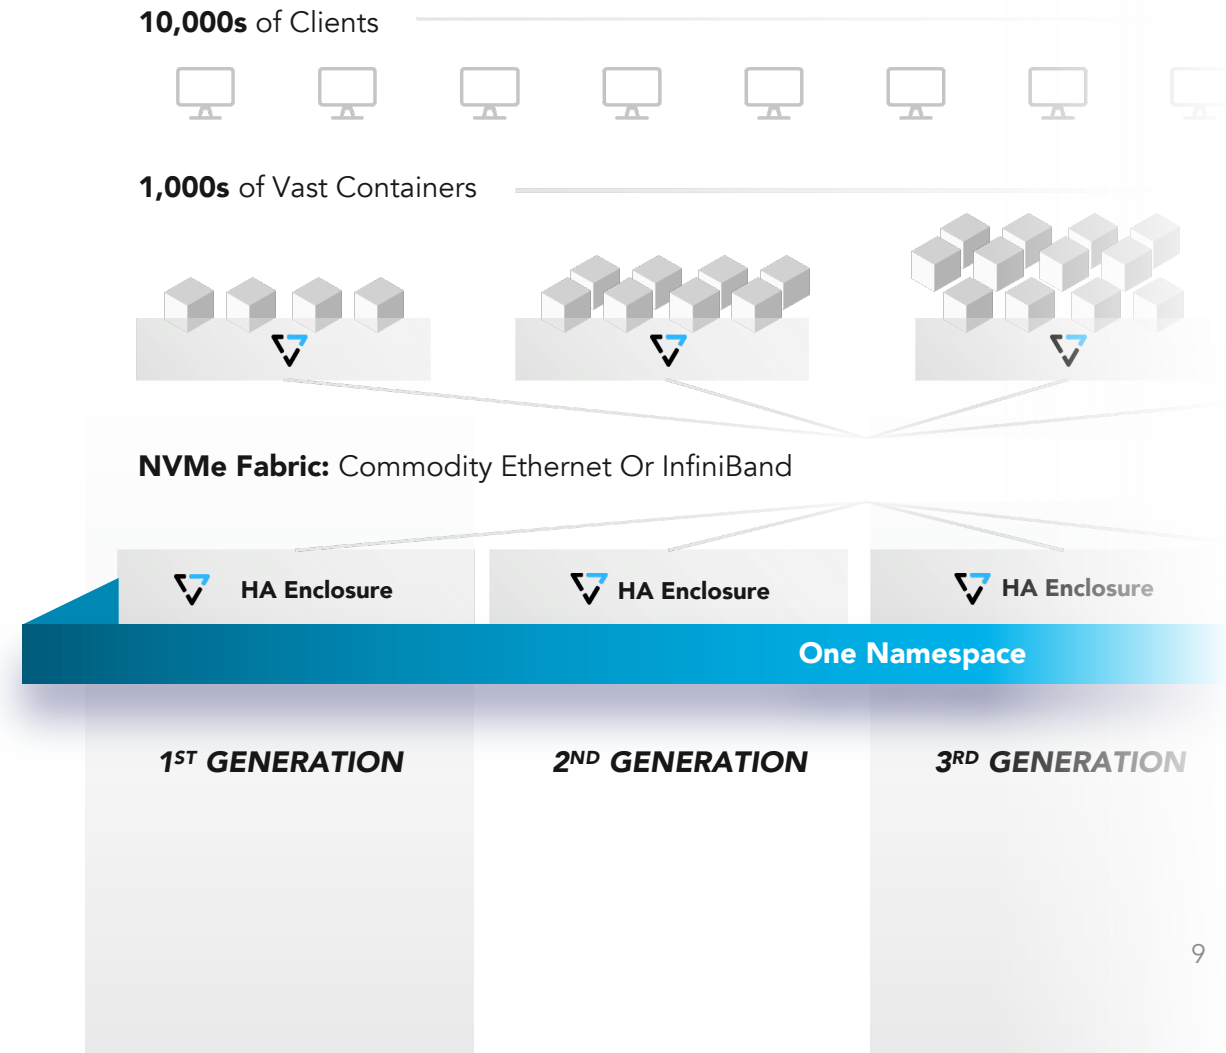 10,000s of Clients
1,000s of Vast Containers
NVMe Fabric: Commodity Ethernet Or InfiniBand
HA Enclosure HA Enclosure HA Enclosure
One Namespace
1ST GENERATION 2ND GENERATION 3RD GENERATION
9